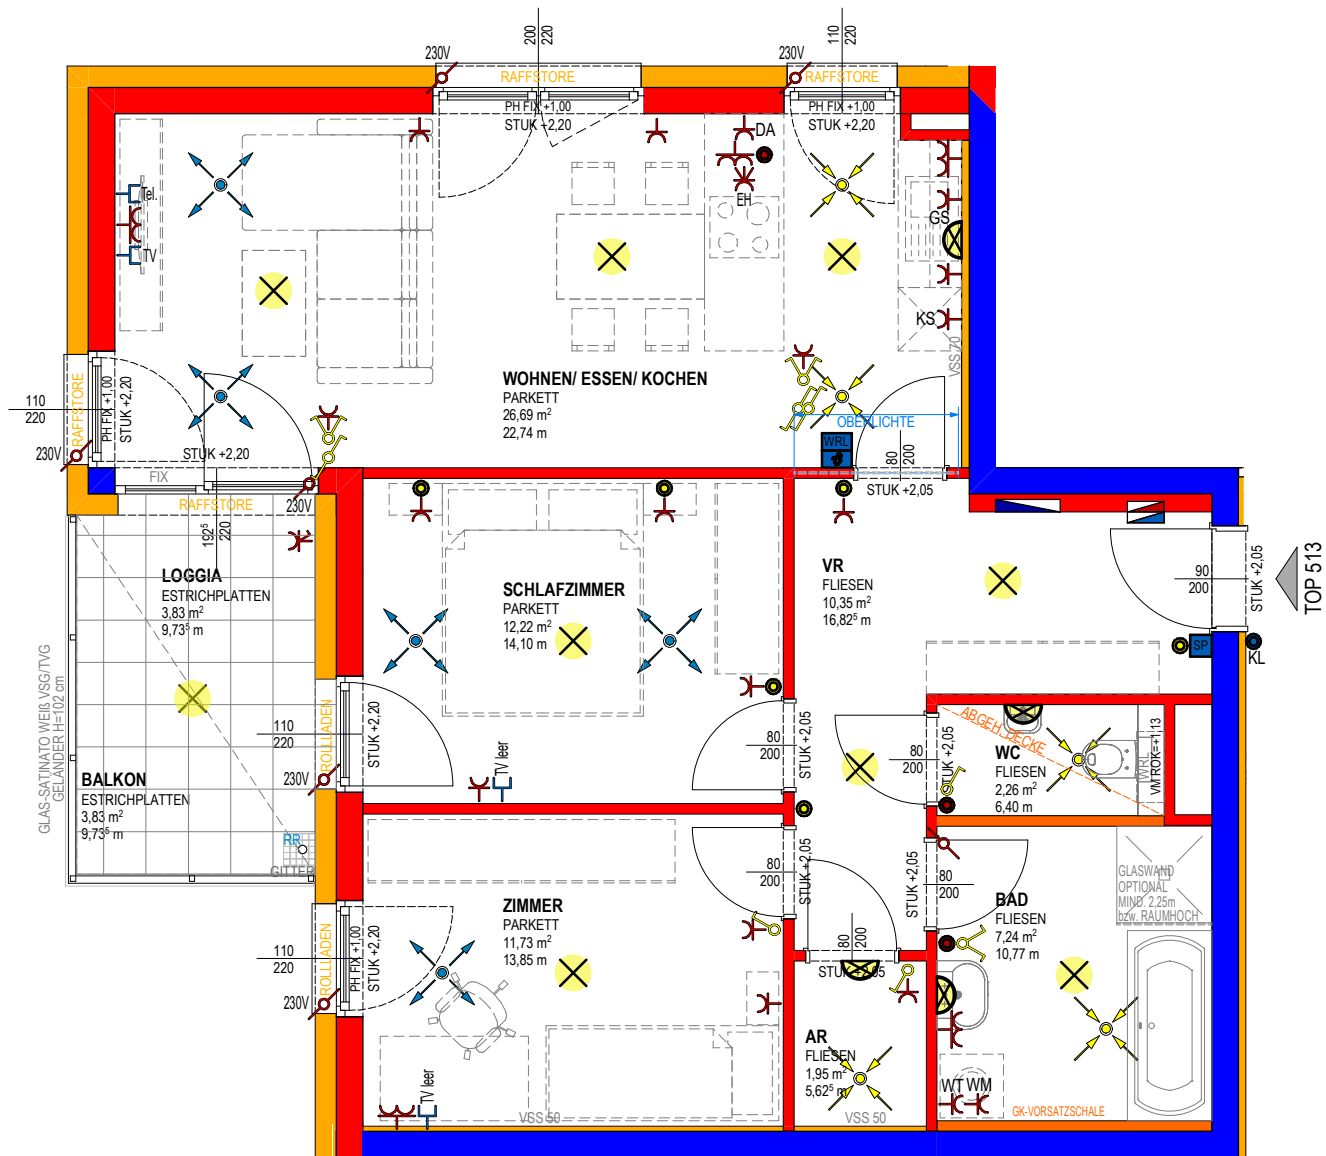 200
220
110
220
230V
RAFFSTORE
230V
RAFFSTORE
PH FIX +1,00
STUK +2,20
PH FIX +1,00
STUK +2,20
DA
EH
Tel.
TV
GS
KS
VSS 70
WOHNEN/ ESSEN/ KOCHEN
PARKETT
26,69 m²
22,74 m
110
220
RAFFSTORE
PH FIX +1,00
STUK +2,20
230V
OBERLICHTE
WRL
80
200
STUK +2,05
STUK +2,20
FIX
RAFFSTORE
230V
192⁵
220
LOGGIA
ESTRICHPLATTEN
3,83 m²
9,73⁵ m
SCHLAFZIMMER
PARKETT
12,22 m²
14,10 m
VR
FLIESEN
10,35 m²
16,82⁵ m
90
200
STUK +2,05
TOP 513
SP
KL
GLAS-SATINATO WEIß VSG/TVG
GELÄNDER H=102 cm
BALKON
ESTRICHPLATTEN
3,83 m²
9,73⁵ m
RR
GITTER
110
220
ROLLLADEN
STUK +2,20
230V
TV leer
80
200
STUK +2,05
80
200
STUK +2,05
ABGEH. DECKE
WC
FLIESEN
2,26 m²
6,40 m
WRL
VM ROK=+1,13
ZIMMER
PARKETT
11,73 m²
13,85 m
80
200
STUK +2,05
80
200
STUK +2,05
BAD
FLIESEN
7,24 m²
10,77 m
GLASWAND
OPTIONAL
MIND. 2,25m
bzw. RAUMHOCH
110
220
ROLLLADEN
PH FIX +1,00
STUK +2,20
230V
80
200
STUK +2,05
AR
FLIESEN
1,95 m²
5,62⁵ m
TV leer
VSS 50
VSS 50
WT WM
GK-VORSATZSCHALE